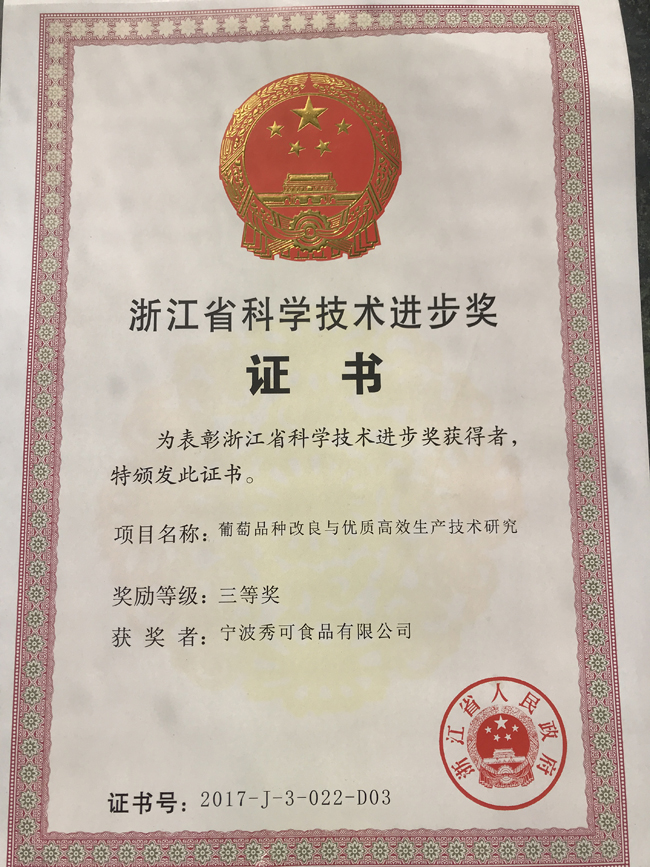 浙江省科学技术进步奖
证 书
为表彰浙江省科学技术进步奖获得者，
特颁发此证书。
项目名称：葡萄品种改良与优质高效生产技术研究
奖励等级：三等奖
获 奖 者：宁波秀可食品有限公司
浙江省人民政府
证书号：2017-J-3-022-D03